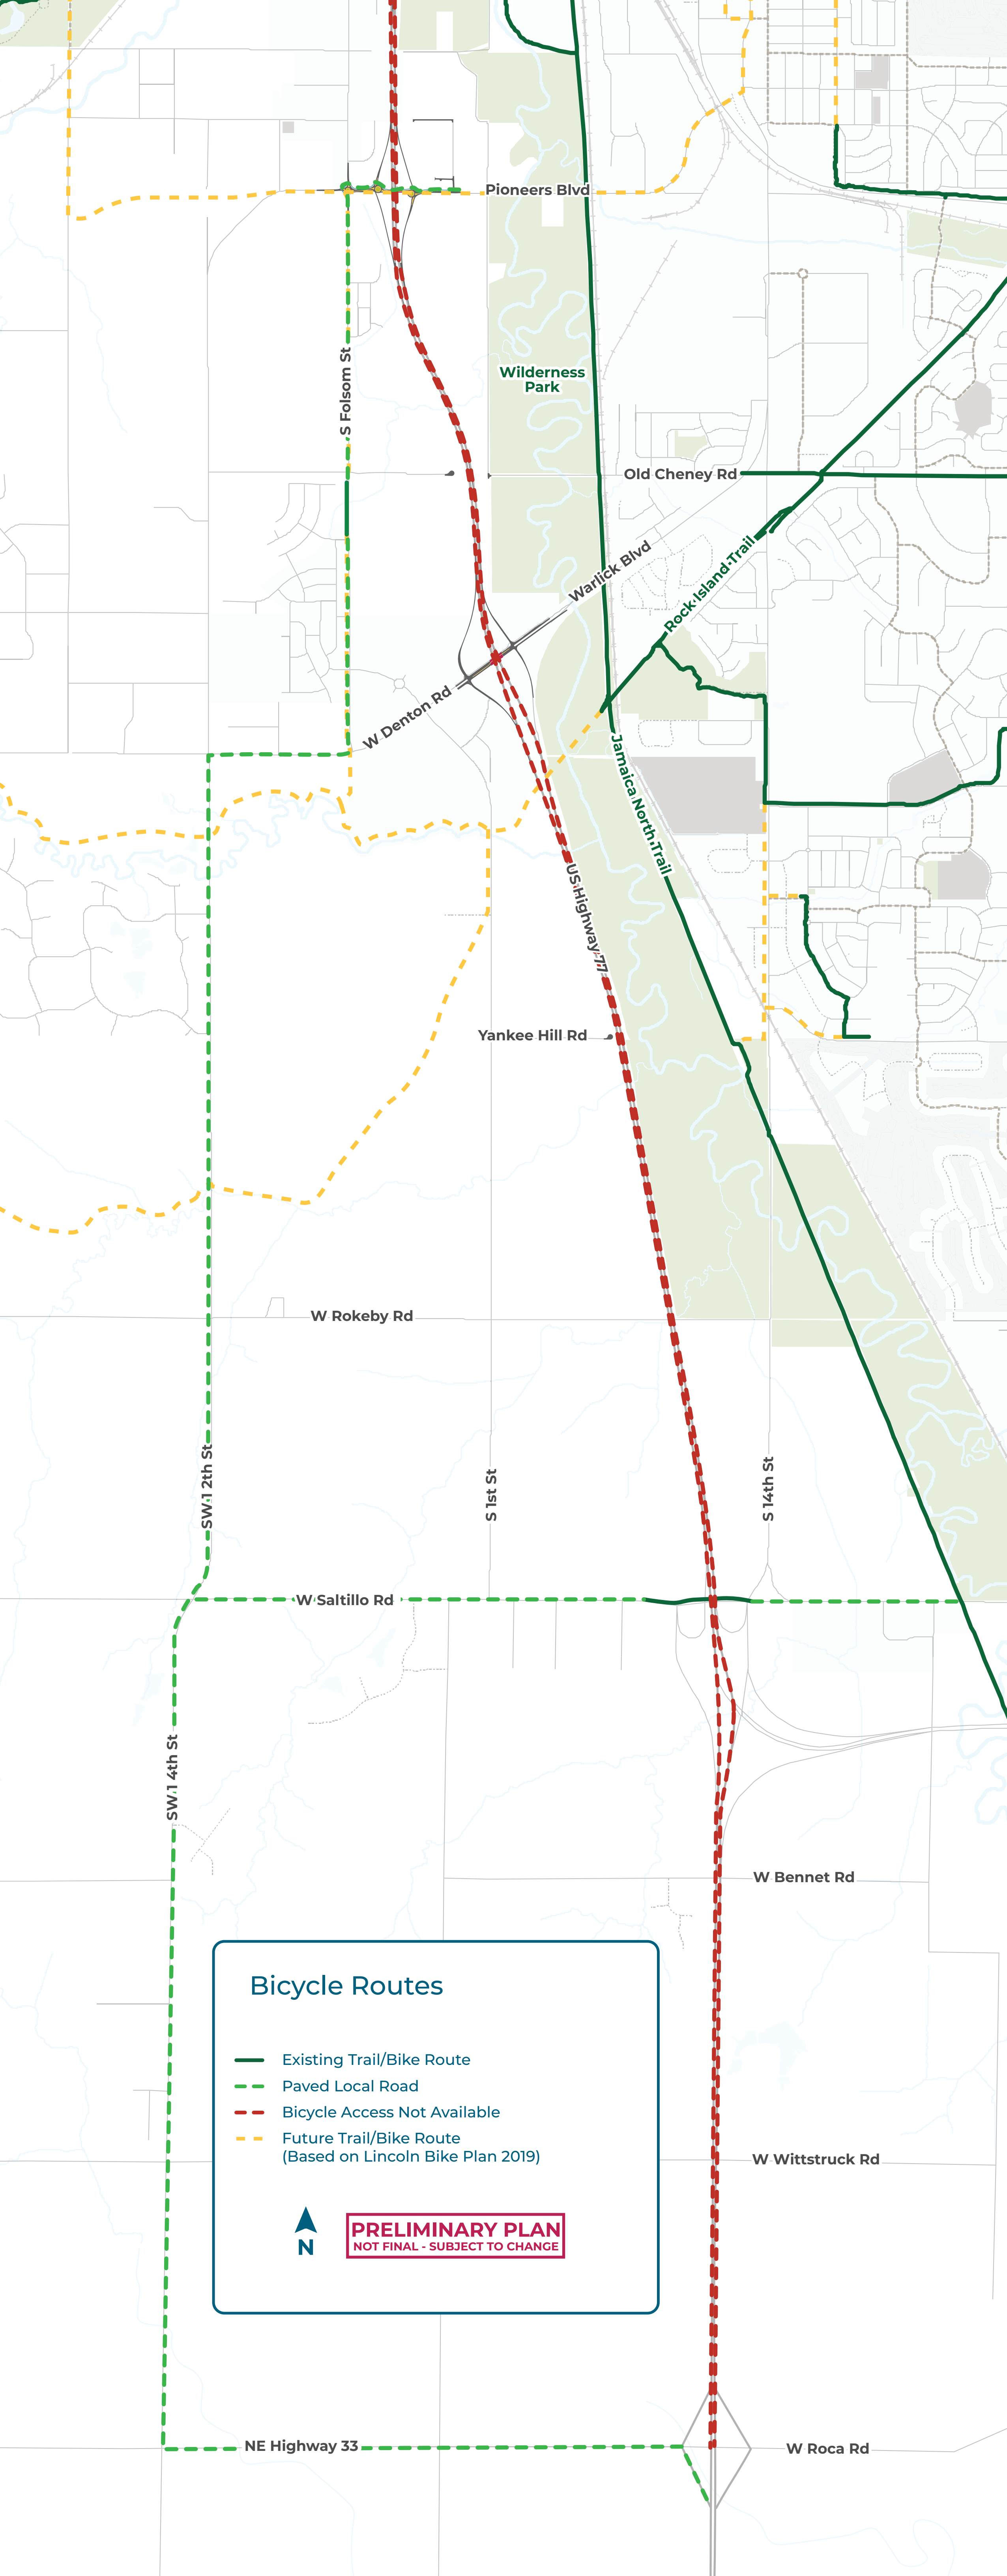 Pioneers Blvd
S Folsom St
Wilderness
Park
Old Cheney Rd
Warlick Blvd
Rock Island Trail
W Denton Rd
Jamaica North Trail
US Highway 77
Yankee Hill Rd
W Rokeby Rd
SW 1 2th St
S 1st St
S 14th St
W Saltillo Rd
SW 1 4th St
W Bennet Rd
Bicycle Routes
Existing Trail/Bike Route
Paved Local Road
Bicycle Access Not Available
Future Trail/Bike Route
(Based on Lincoln Bike Plan 2019)
W Wittstruck Rd
N
PRELIMINARY PLAN
NOT FINAL - SUBJECT TO CHANGE
NE Highway 33
W Roca Rd